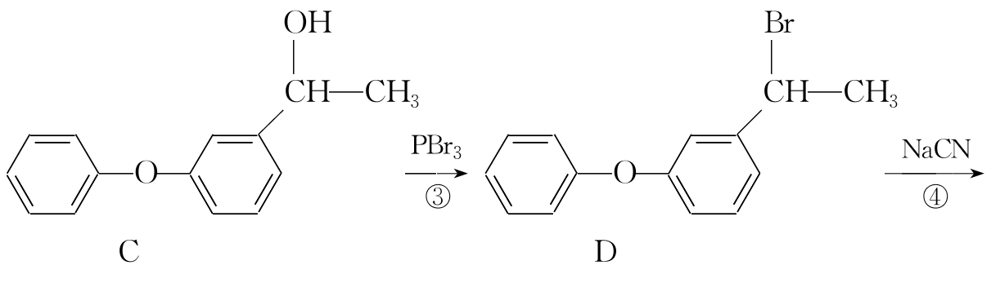 OH Br
CH—CH₃ CH—CH₃
PBr₃ NaCN
O O
③ ④
C D